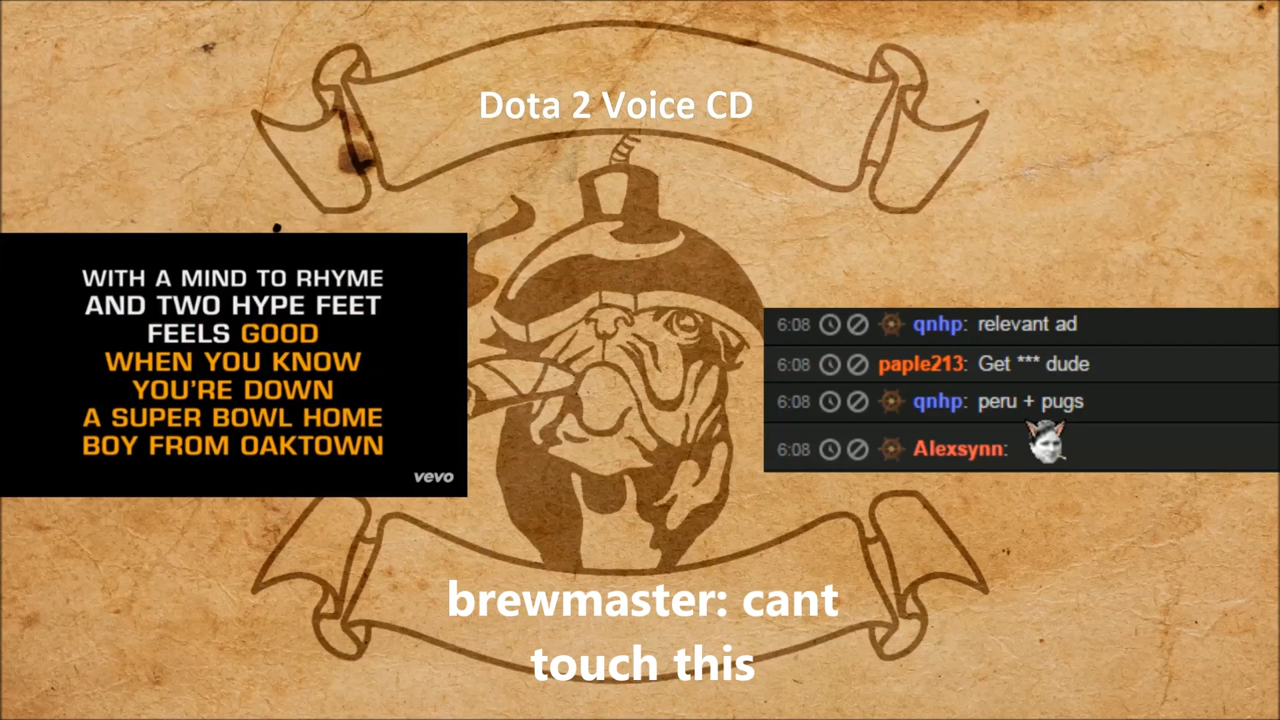 Dota 2 Voice CD
WITH A MIND TO RHYME
AND TWO HYPE FEET
FEELS GOOD
WHEN YOU KNOW
YOU'RE DOWN
A SUPER BOWL HOME
BOY FROM OAKTOWN
vevo
6:08 qnhp: relevant ad
6:08 paple213: Get *** dude
6:08 qnhp: peru + pugs
6:08 Alexsynn:
brewmaster: cant
touch this